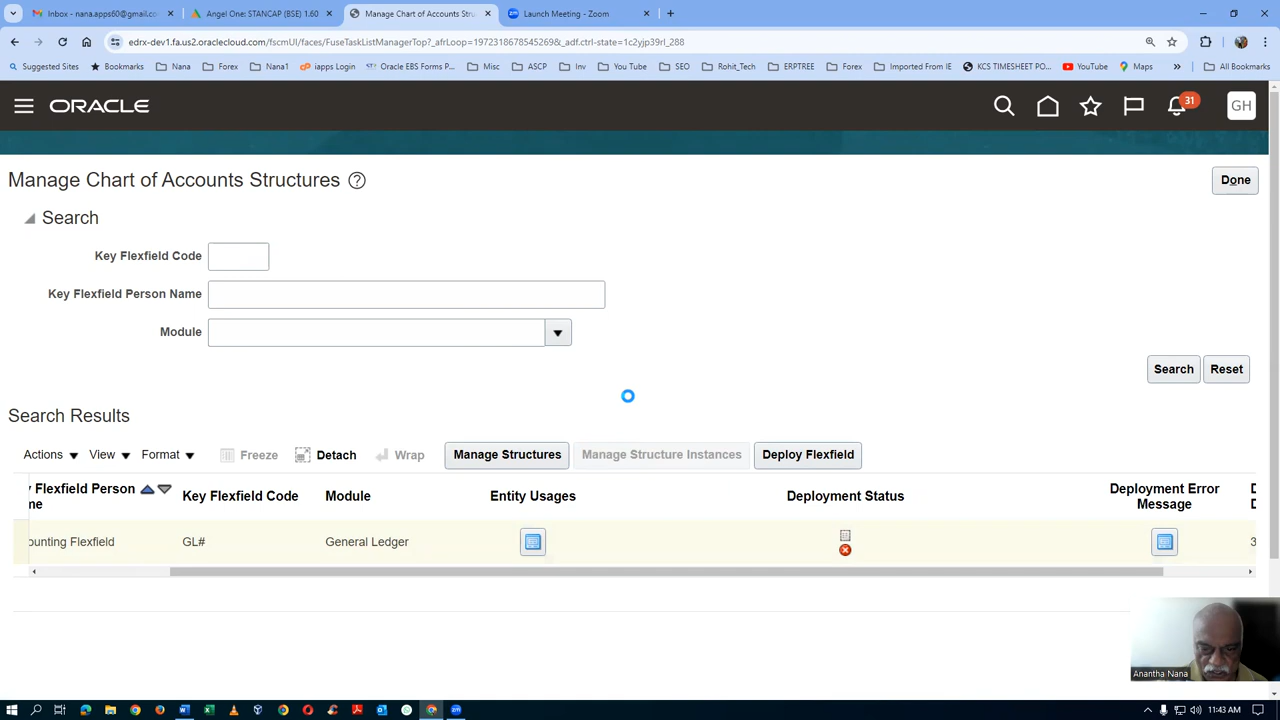 Inbox - nana.apps60@gmail.com
Angel One: STANCAP (BSE) 1.60
Manage Chart of Accounts Stru
Launch Meeting - Zoom
edrx-dev1.fa.us2.oraclecloud.com/fscmUI/faces/FuseTaskListManagerTop?_afrLoop=1972318678545269&_adf.ctrl-state=1c2yjp39rl_288
Suggested Sites Bookmarks Nana Forex Nana1 iapps Login Oracle EBS Forms P... Misc ASCP Inv You Tube SEO Rohit_Tech ERPTREE Forex Imported From IE KCS TIMESHEET PO... YouTube Maps » All Bookmarks
ORACLE 31 GH
Manage Chart of Accounts Structures ? Done
Search
Key Flexfield Code
Key Flexfield Person Name
Module
Search Reset
Search Results
Actions View Format Freeze Detach Wrap Manage Structures Manage Structure Instances Deploy Flexfield
Flexfield Person Key Flexfield Code Module Entity Usages Deployment Status Deployment Error Message
ounting Flexfield GL# General Ledger 3
Anantha Nana
11:43 AM